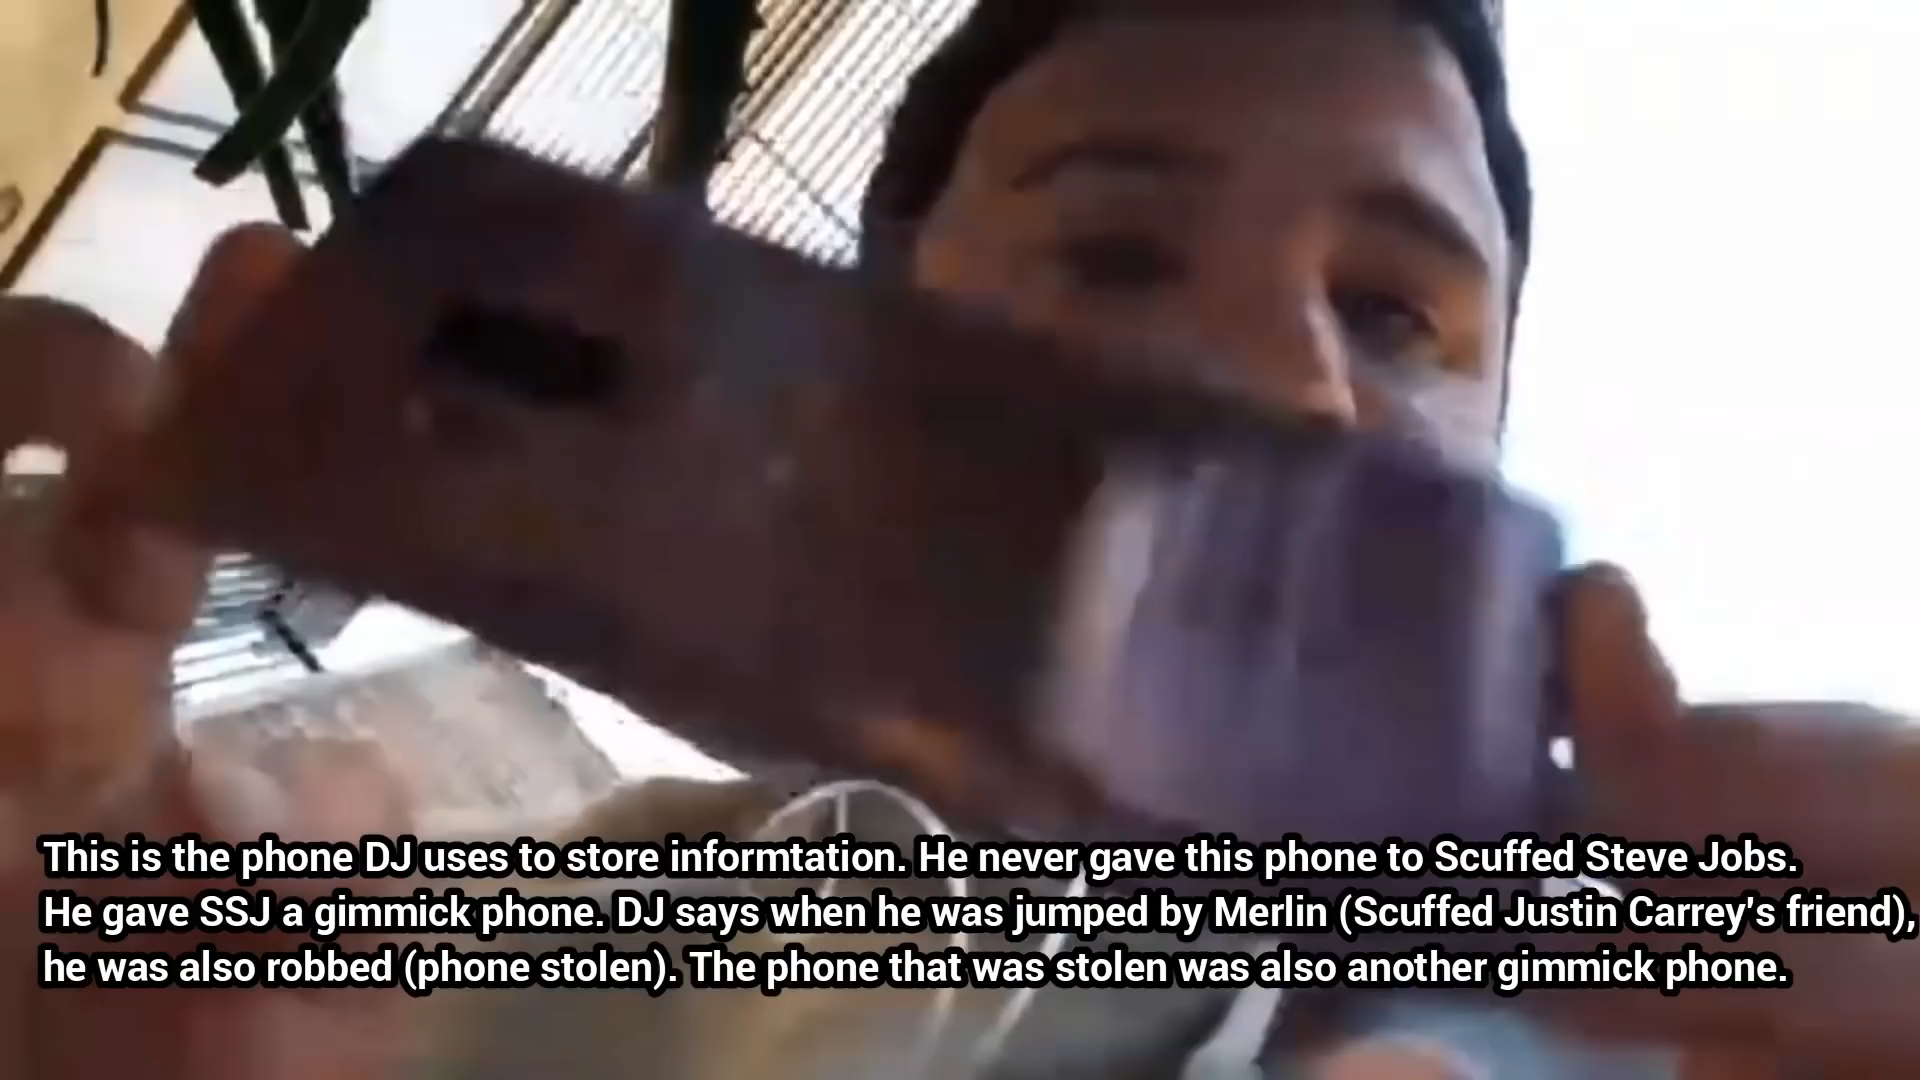 This is the phone DJ uses to store informtation. He never gave this phone to Scuffed Steve Jobs.
He gave SSJ a gimmick phone. DJ says when he was jumped by Merlin (Scuffed Justin Carrey's friend),
he was also robbed (phone stolen). The phone that was stolen was also another gimmick phone.